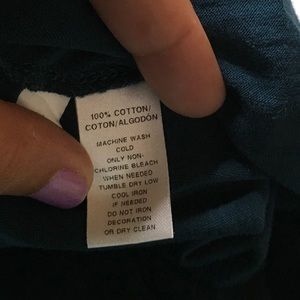 100% COTTON/
COTON/ALGODÓN
MACHINE WASH
COLD
ONLY NON-
CHLORINE BLEACH
WHEN NEEDED
TUMBLE DRY LOW
COOL IRON
IF NEEDED
DO NOT IRON
DECORATION
OR DRY CLEAN